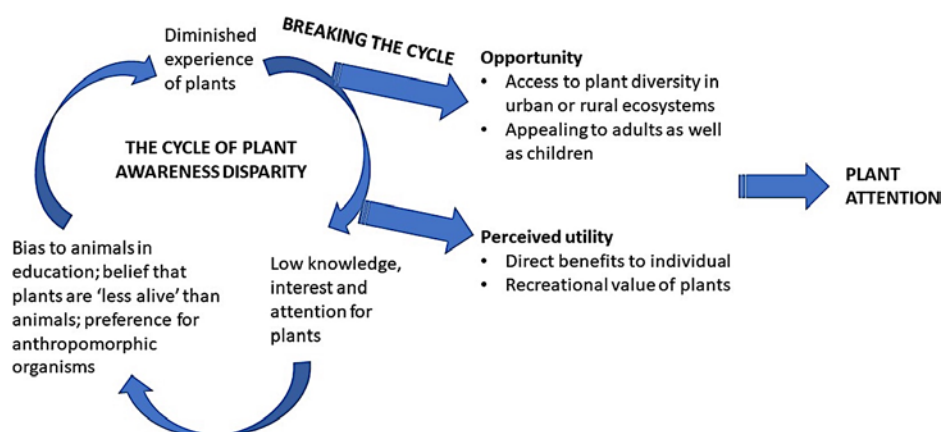 Diminished
experience
of plants
BREAKING THE CYCLE
THE CYCLE OF PLANT
AWARENESS DISPARITY
Low knowledge,
interest and
attention for
plants
Bias to animals in
education; belief that
plants are ‘less alive’ than
animals; preference for
anthropomorphic
organisms
Opportunity
• Access to plant diversity in
urban or rural ecosystems
• Appealing to adults as well
as children
Perceived utility
• Direct benefits to individual
• Recreational value of plants
PLANT
ATTENTION